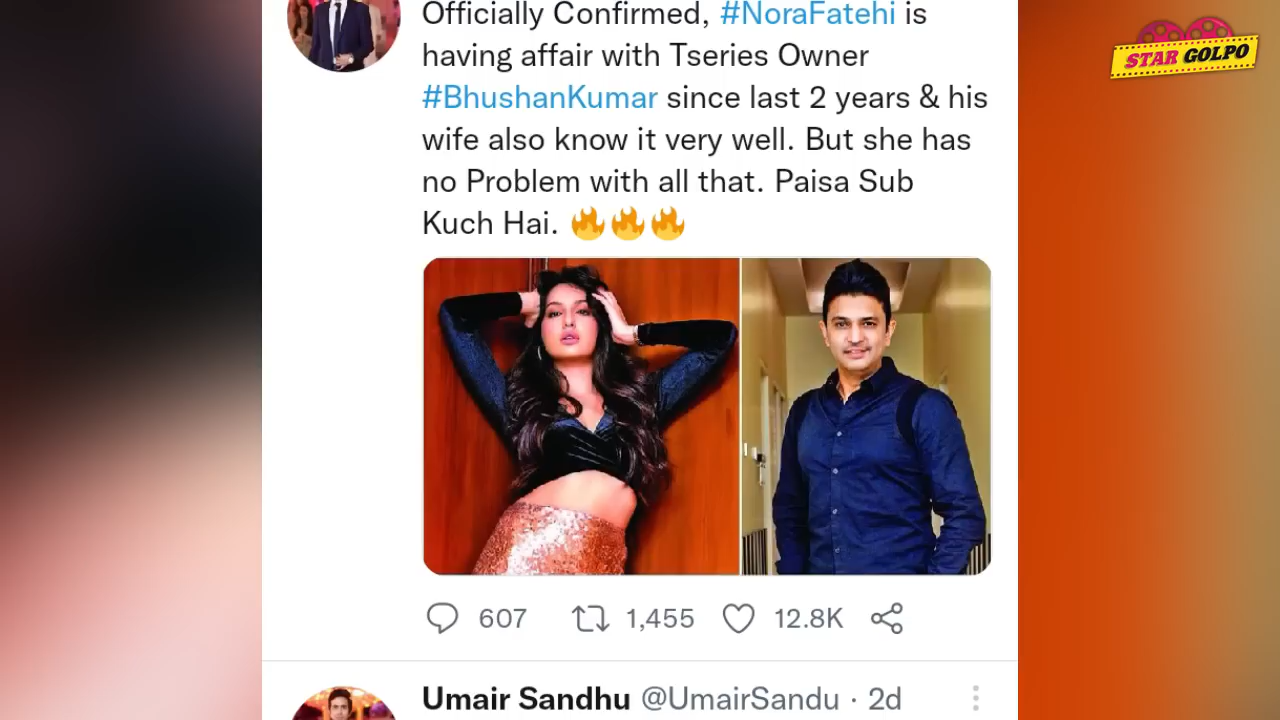 Officially Confirmed, #NoraFatehi is
having affair with Tseries Owner
#BhushanKumar since last 2 years & his
wife also know it very well. But she has
no Problem with all that. Paisa Sub
Kuch Hai. 🔥🔥🔥
607 1,455 12.8K
Umair Sandhu @UmairSandu · 2d
STAR GOLPO